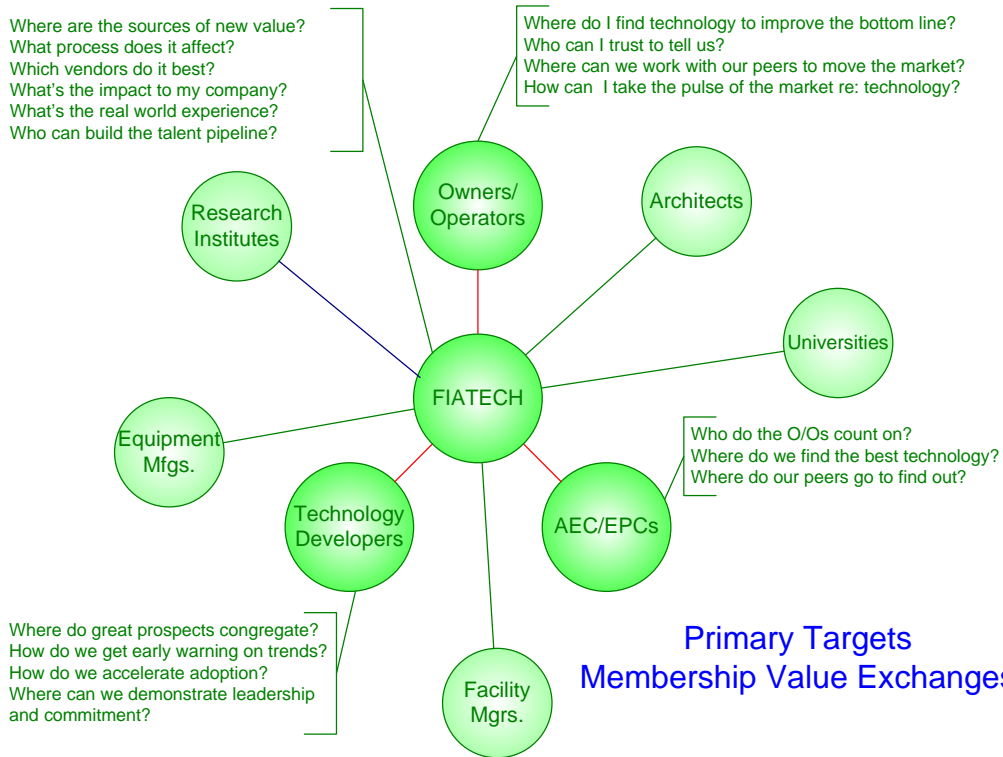 Where are the sources of new value?
What process does it affect?
Which vendors do it best?
What's the impact to my company?
What's the real world experience?
Who can build the talent pipeline?
Where do I find technology to improve the bottom line?
Who can I trust to tell us?
Where can we work with our peers to move the market?
How can I take the pulse of the market re: technology?
Owners/
Operators
Architects
Research
Institutes
Universities
FIATECH
Equipment
Mfgs.
Who do the O/Os count on?
Where do we find the best technology?
Where do our peers go to find out?
Technology
Developers
AEC/EPCs
Where do great prospects congregate?
How do we get early warning on trends?
How do we accelerate adoption?
Where can we demonstrate leadership
and commitment?
Facility
Mgrs.
Primary Targets
Membership Value Exchanges